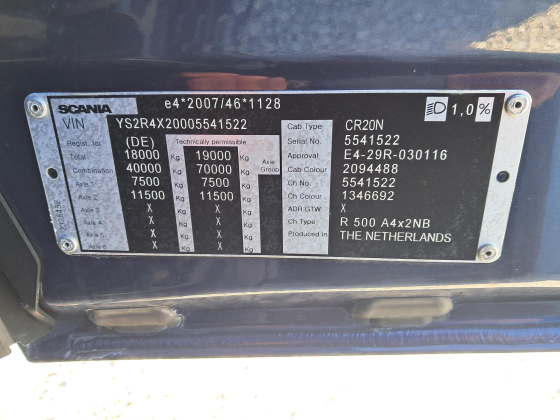 SCANIA e4*2007/46*1128 1,0 %
VIN YS2R4X20005541522
Regist. for (DE) Technically permissible
Total 18000 Kg 19000 Kg
Combination 40000 Kg 70000 Kg Axle Group
Axle 1 7500 Kg 7500 Kg
Axle 2 11500 Kg 11500 Kg
Axle 3 X Kg X Kg
Axle 4 X Kg X Kg
Axle 5 X Kg X Kg
Axle 6 X Kg X Kg
Cab Type CR20N
Serial No. 5541522
Approval E4-29R-030116
Cab Colour 2094488
Ch No 5541522
Ch Colour 1346692
ADR GTW X
Ch Type R 500 A4x2NB
Produced in THE NETHERLANDS